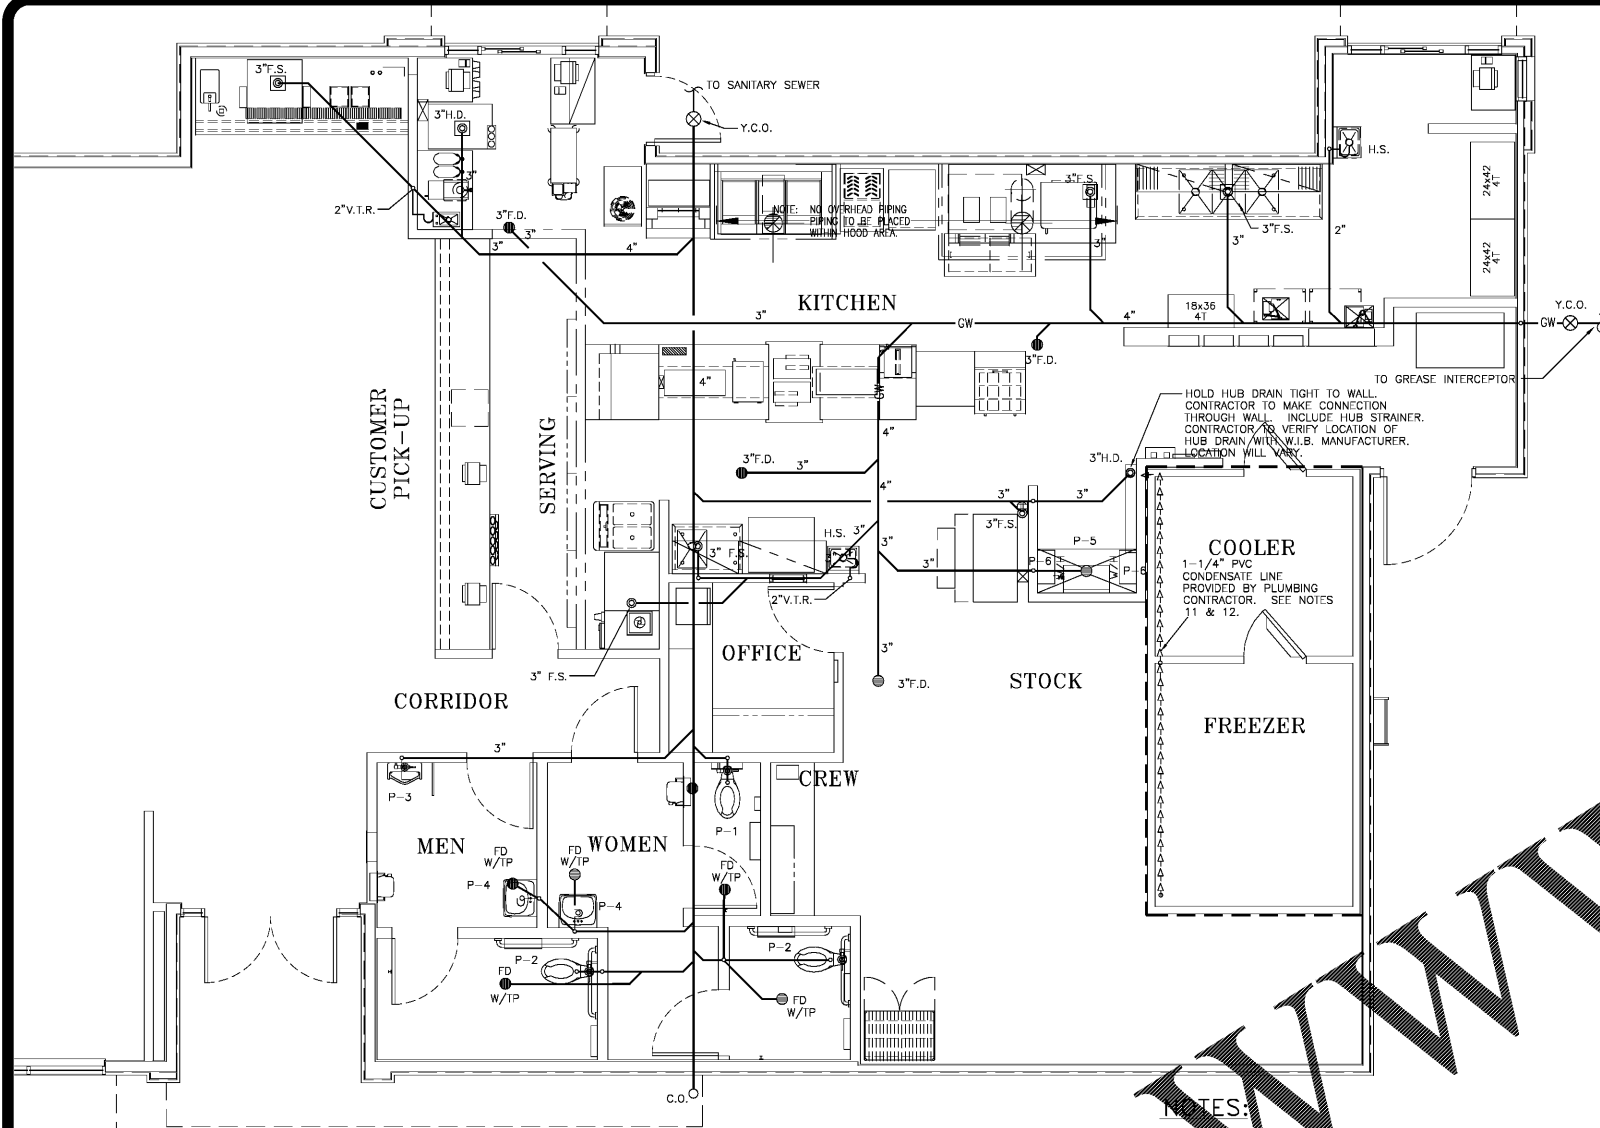 3"F.S.
TO SANITARY SEWER
Y.C.O.
3"H.D.
H.S.
3"
2"V.T.R.
3"F.D.
3"
3"
4"
NOTE: NO OVERHEAD PIPING
PIPING TO BE PLACED
WITHIN HOOD AREA.
3"F.S.
3"
3"F.S.
3"
2"
24x42
4T
24x42
4T
KITCHEN
18x36
4T
3"
GW
4"
Y.C.O.
GW
3"F.D.
TO GREASE INTERCEPTOR
4"
GW
CUSTOMER
PICK-UP
SERVING
HOLD HUB DRAIN TIGHT TO WALL.
CONTRACTOR TO MAKE CONNECTION
THROUGH WALL. INCLUDE HUB STRAINER.
CONTRACTOR TO VERIFY LOCATION OF
HUB DRAIN WITH W.I.B. MANUFACTURER.
LOCATION WILL VARY.
4"
3"F.D.
3"
3"H.D.
4"
3"
3"
3"F.S.
H.S.
3"
3" F.S.
3"
P-5
P-6
P-6
3"
COOLER
1-1/4" PVC
CONDENSATE LINE
PROVIDED BY PLUMBING
CONTRACTOR. SEE NOTES
11 & 12.
2"V.T.R.
OFFICE
3"
3" F.S.
3"F.D.
STOCK
CORRIDOR
FREEZER
3"
P-3
CREW
P-1
MEN
WOMEN
FD
W/TP
FD
W/TP
FD
W/TP
P-4
P-4
P-2
P-2
FD
W/TP
FD
W/TP
C.O.
NOTES:
WWW